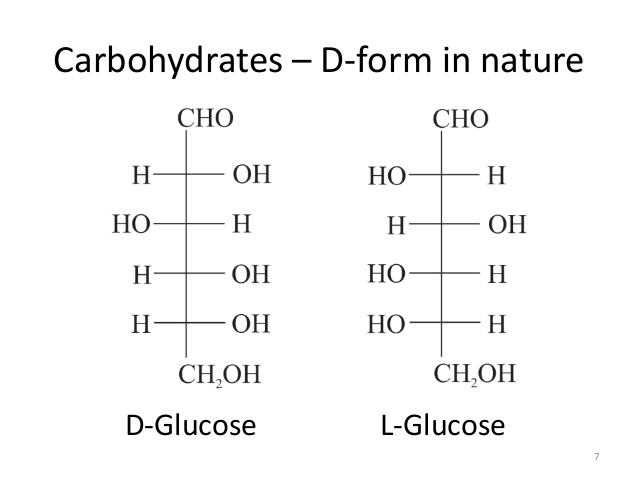 Carbohydrates – D-form in nature
CHO CHO
H OH HO H
HO H H OH
H OH HO H
H OH HO H
CH₂OH CH₂OH
D-Glucose L-Glucose
7